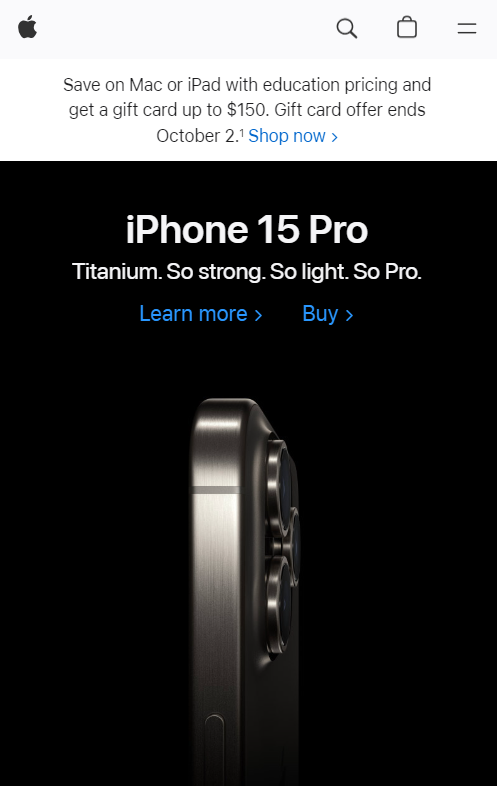 Save on Mac or iPad with education pricing and
get a gift card up to $150. Gift card offer ends
October 2.¹ Shop now >
iPhone 15 Pro
Titanium. So strong. So light. So Pro.
Learn more > Buy >